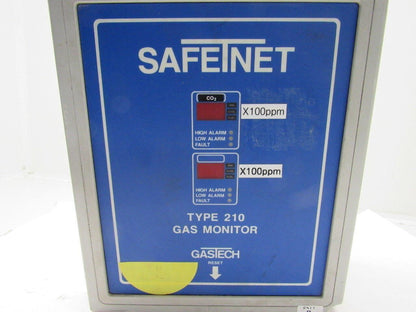 SAFETNET
CO2
X100ppm
HIGH ALARM
LOW ALARM
FAULT
X100ppm
HIGH ALARM
LOW ALARM
FAULT
TYPE 210
GAS MONITOR
GASTECH
RESET